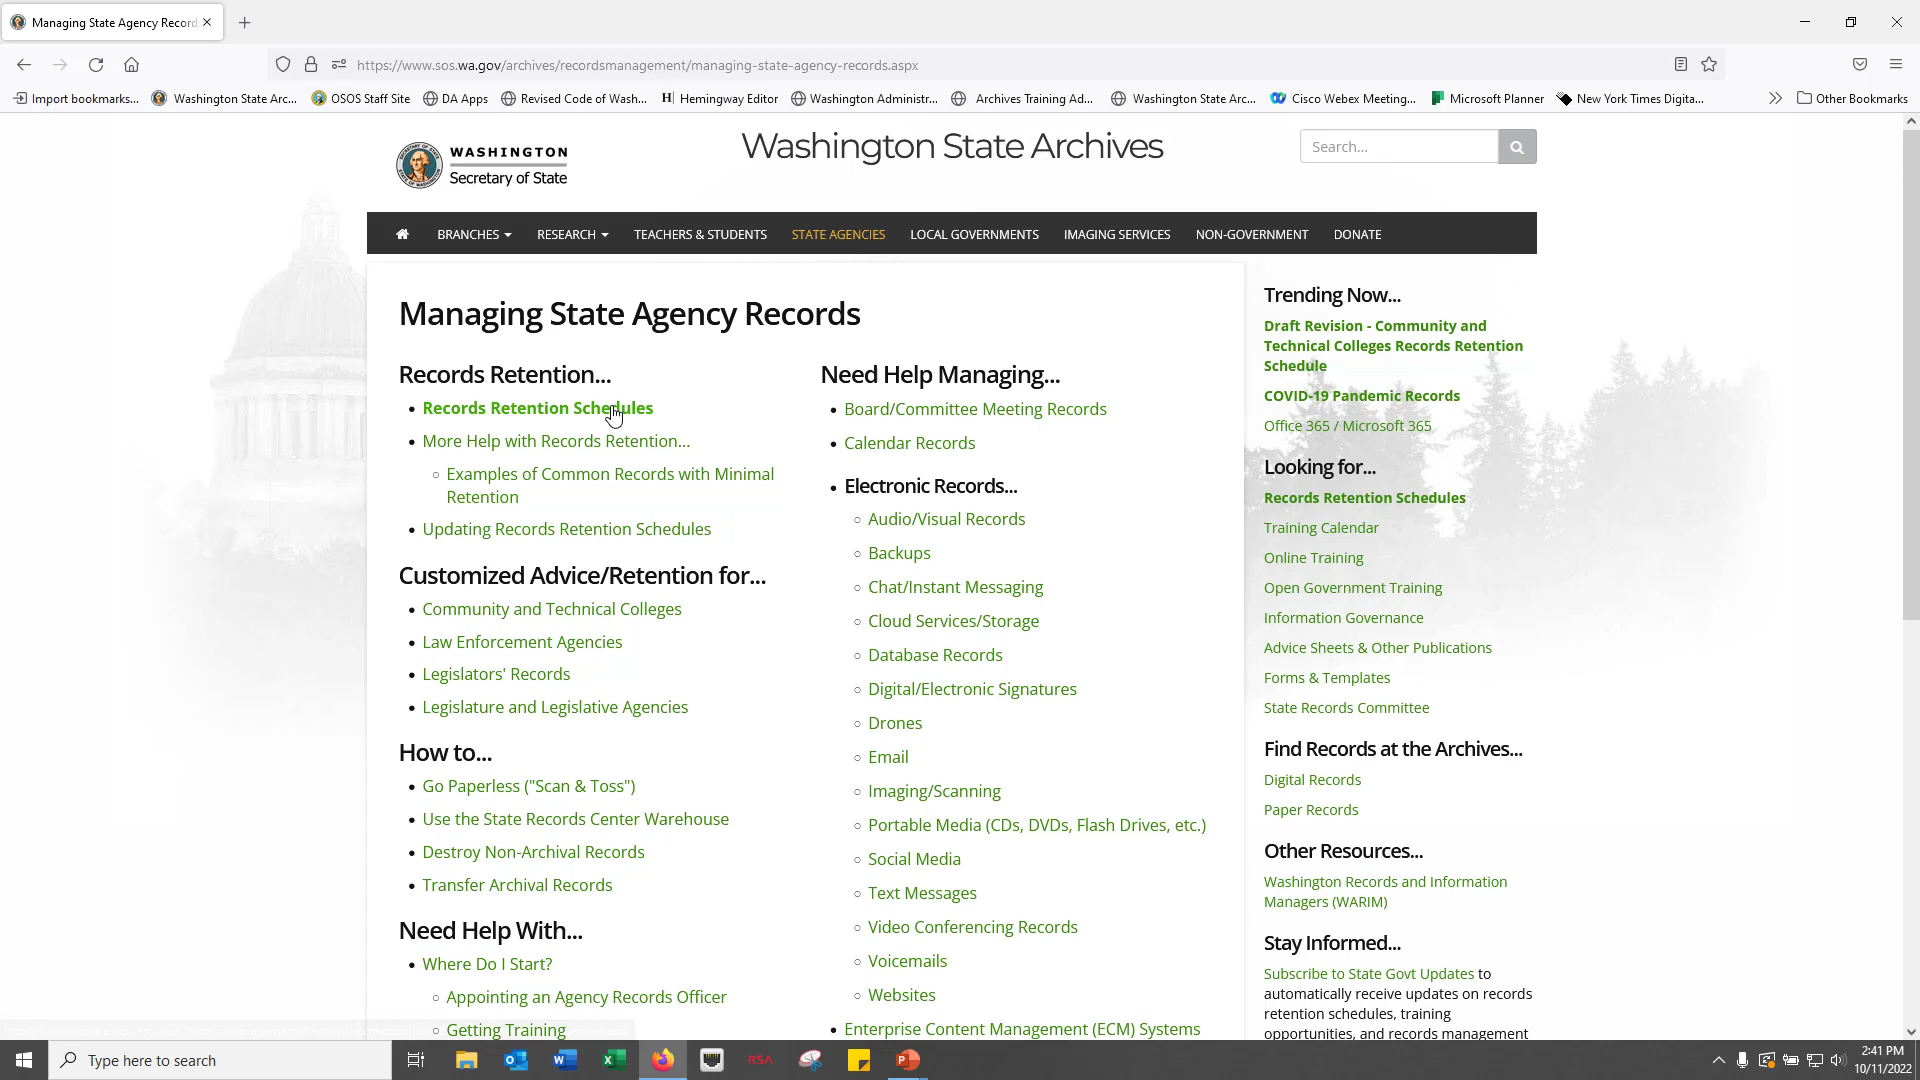 Managing State Agency Record
https://www.sos.wa.gov/archives/recordsmanagement/managing-state-agency-records.aspx
Import bookmarks... Washington State Arc... OSOS Staff Site DA Apps Revised Code of Wash... H Hemingway Editor Washington Administr... Archives Training Ad... Washington State Arc... Cisco Webex Meeting... Microsoft Planner New York Times Digita... Other Bookmarks
WASHINGTON
Secretary of State
Washington State Archives
Search...
BRANCHES RESEARCH TEACHERS & STUDENTS STATE AGENCIES LOCAL GOVERNMENTS IMAGING SERVICES NON-GOVERNMENT DONATE
Managing State Agency Records
Records Retention...
Records Retention Schedules
More Help with Records Retention...
Examples of Common Records with Minimal
Retention
Updating Records Retention Schedules
Customized Advice/Retention for...
Community and Technical Colleges
Law Enforcement Agencies
Legislators' Records
Legislature and Legislative Agencies
How to...
Go Paperless ("Scan & Toss")
Use the State Records Center Warehouse
Destroy Non-Archival Records
Transfer Archival Records
Need Help With...
Where Do I Start?
Appointing an Agency Records Officer
Getting Training
Need Help Managing...
Board/Committee Meeting Records
Calendar Records
Electronic Records...
Audio/Visual Records
Backups
Chat/Instant Messaging
Cloud Services/Storage
Database Records
Digital/Electronic Signatures
Drones
Email
Imaging/Scanning
Portable Media (CDs, DVDs, Flash Drives, etc.)
Social Media
Text Messages
Video Conferencing Records
Voicemails
Websites
Enterprise Content Management (ECM) Systems
Trending Now...
Draft Revision - Community and
Technical Colleges Records Retention
Schedule
COVID-19 Pandemic Records
Office 365 / Microsoft 365
Looking for...
Records Retention Schedules
Training Calendar
Online Training
Open Government Training
Information Governance
Advice Sheets & Other Publications
Forms & Templates
State Records Committee
Find Records at the Archives...
Digital Records
Paper Records
Other Resources...
Washington Records and Information
Managers (WARIM)
Stay Informed...
Subscribe to State Govt Updates to
automatically receive updates on records
retention schedules, training
opportunities, and records management
Type here to search
RSA
2:41 PM
10/11/2022